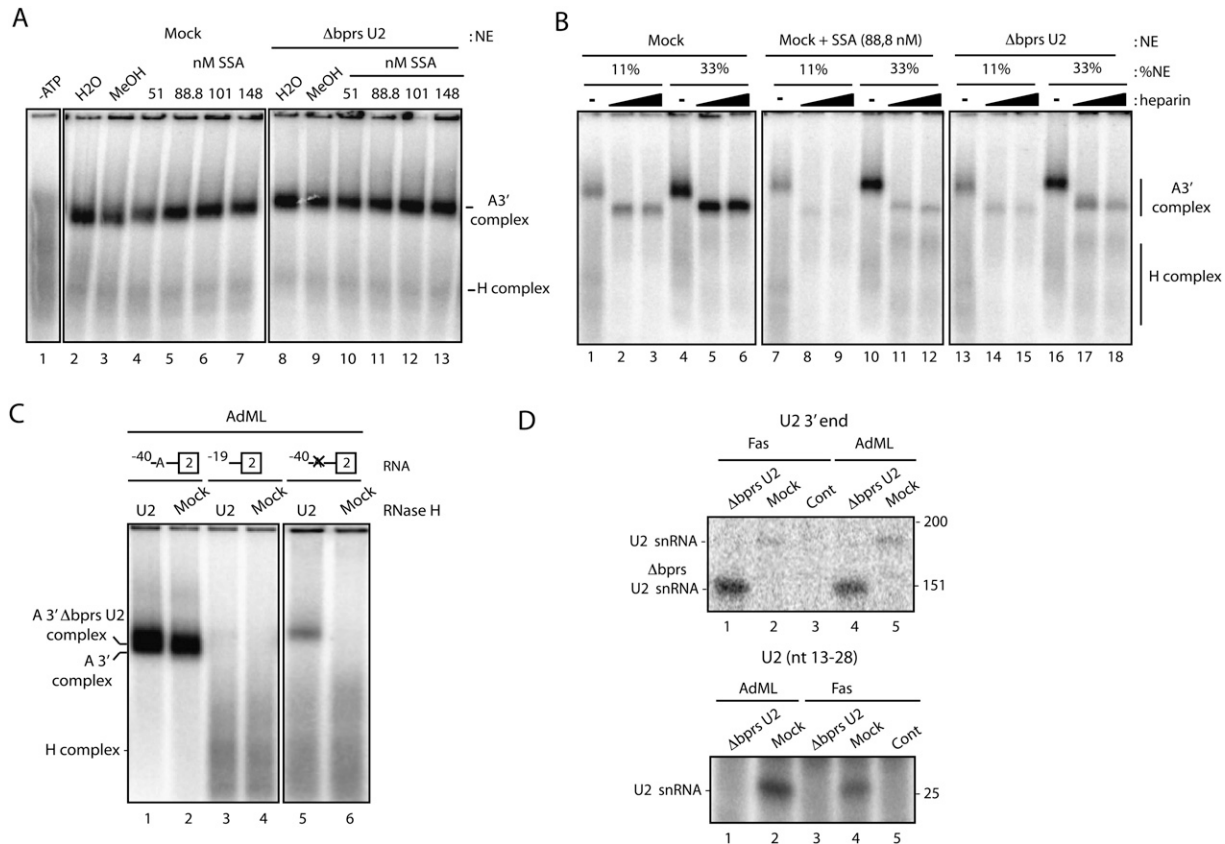 A
Mock
Δbprs U2
:NE
nM SSA
nM SSA
-ATP
H2O
MeOH
51
88.8
101
148
H2O
MeOH
51
88.8
101
148
A3'
complex
H complex
1 2 3 4 5 6 7 8 9 10 11 12 13
B
Mock
Mock + SSA (88,8 nM)
Δbprs U2
:NE
11% 33% 11% 33% 11% 33% :%NE
- - - - - - :heparin
A3'
complex
H complex
1 2 3 4 5 6 7 8 9 10 11 12 13 14 15 16 17 18
C
AdML
-40 A 2 -19 2 -40 2 RNA
U2 Mock U2 Mock U2 Mock RNase H
A 3' Δbprs U2
complex
A 3'
complex
H complex
1 2 3 4 5 6
D
U2 3' end
Fas
AdML
Δbprs U2
Mock
Cont
Δbprs U2
Mock
200
U2 snRNA
Δbprs
U2 snRNA
151
1 2 3 4 5
U2 (nt 13-28)
AdML
Fas
Δbprs U2
Mock
Δbprs U2
Mock
Cont
U2 snRNA
25
1 2 3 4 5